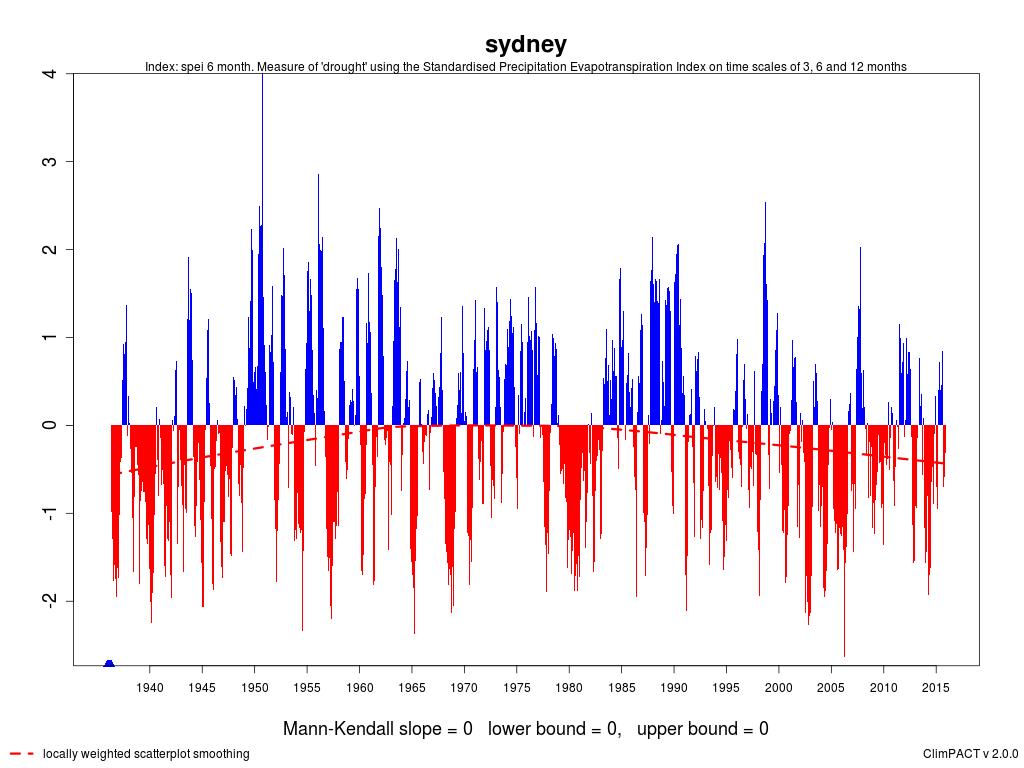 sydney
Index: spei 6 month. Measure of 'drought' using the Standardised Precipitation Evapotranspiration Index on time scales of 3, 6 and 12 months
4
3
2
1
0
-1
-2
1940 1945 1950 1955 1960 1965 1970 1975 1980 1985 1990 1995 2000 2005 2010 2015
Mann-Kendall slope = 0 lower bound = 0, upper bound = 0
locally weighted scatterplot smoothing ClimPACT v 2.0.0